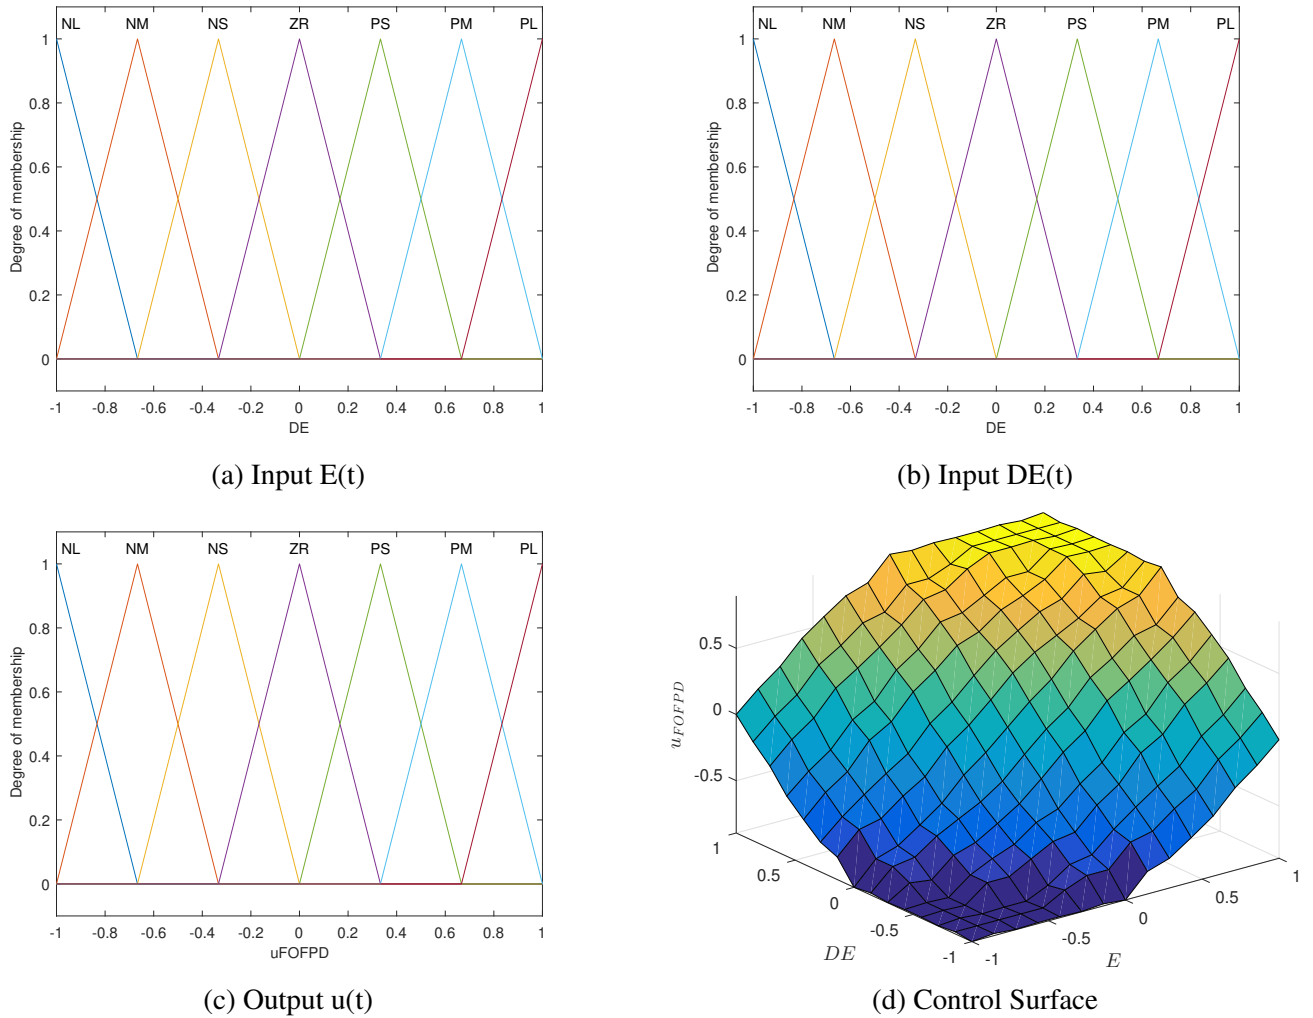 NL NM NS ZR PS PM PL
1
0.8
0.6
0.4
0.2
0
Degree of membership
-1 -0.8 -0.6 -0.4 -0.2 0 0.2 0.4 0.6 0.8 1
DE
(a) Input E(t)
NL NM NS ZR PS PM PL
1
0.8
0.6
0.4
0.2
0
Degree of membership
-1 -0.8 -0.6 -0.4 -0.2 0 0.2 0.4 0.6 0.8 1
DE
(b) Input DE(t)
NL NM NS ZR PS PM PL
1
0.8
0.6
0.4
0.2
0
Degree of membership
-1 -0.8 -0.6 -0.4 -0.2 0 0.2 0.4 0.6 0.8 1
uFOFPD
(c) Output u(t)
0.5
0
-0.5
u_FOFPD
1
0.5
0
-0.5
-1
DE
-1
-0.5
0
0.5
1
E
(d) Control Surface